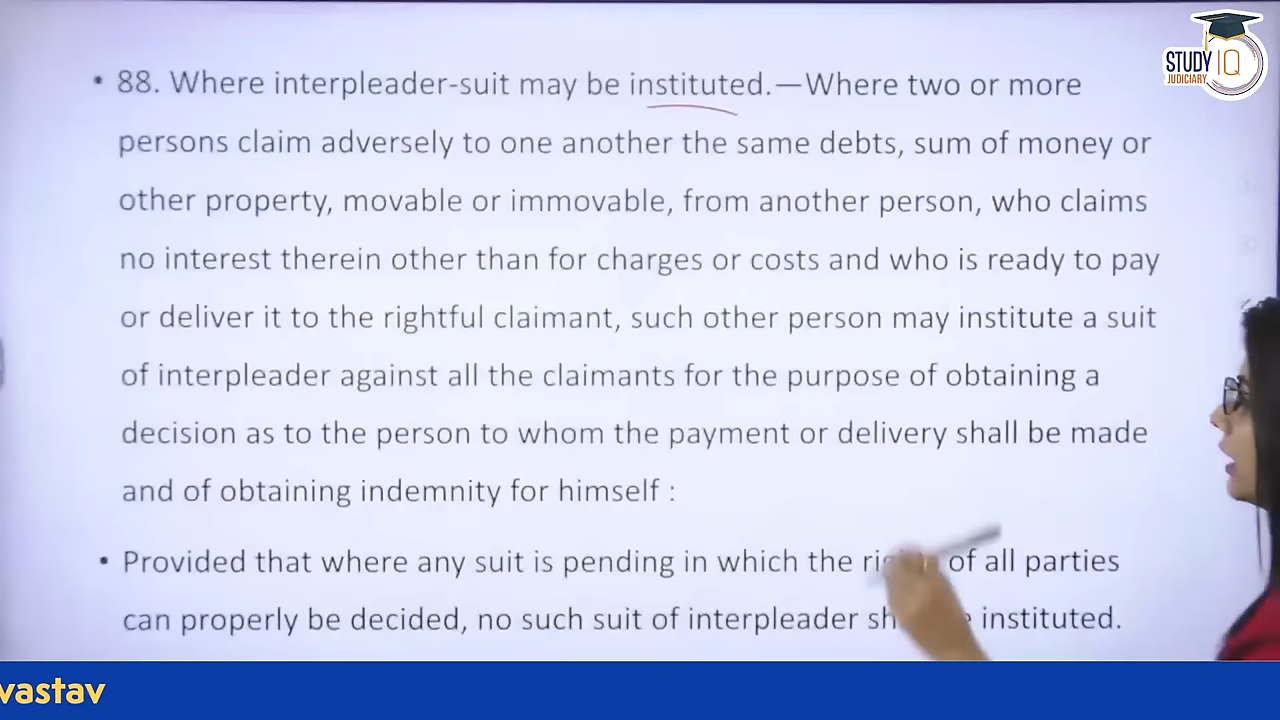 • 88. Where interpleader-suit may be instituted.—Where two or more
persons claim adversely to one another the same debts, sum of money or
other property, movable or immovable, from another person, who claims
no interest therein other than for charges or costs and who is ready to pay
or deliver it to the rightful claimant, such other person may institute a suit
of interpleader against all the claimants for the purpose of obtaining a
decision as to the person to whom the payment or delivery shall be made
and of obtaining indemnity for himself :
• Provided that where any suit is pending in which the of all parties
can properly be decided, no such suit of interpleader instituted.
STUDY IQ
JUDICIARY
vastav